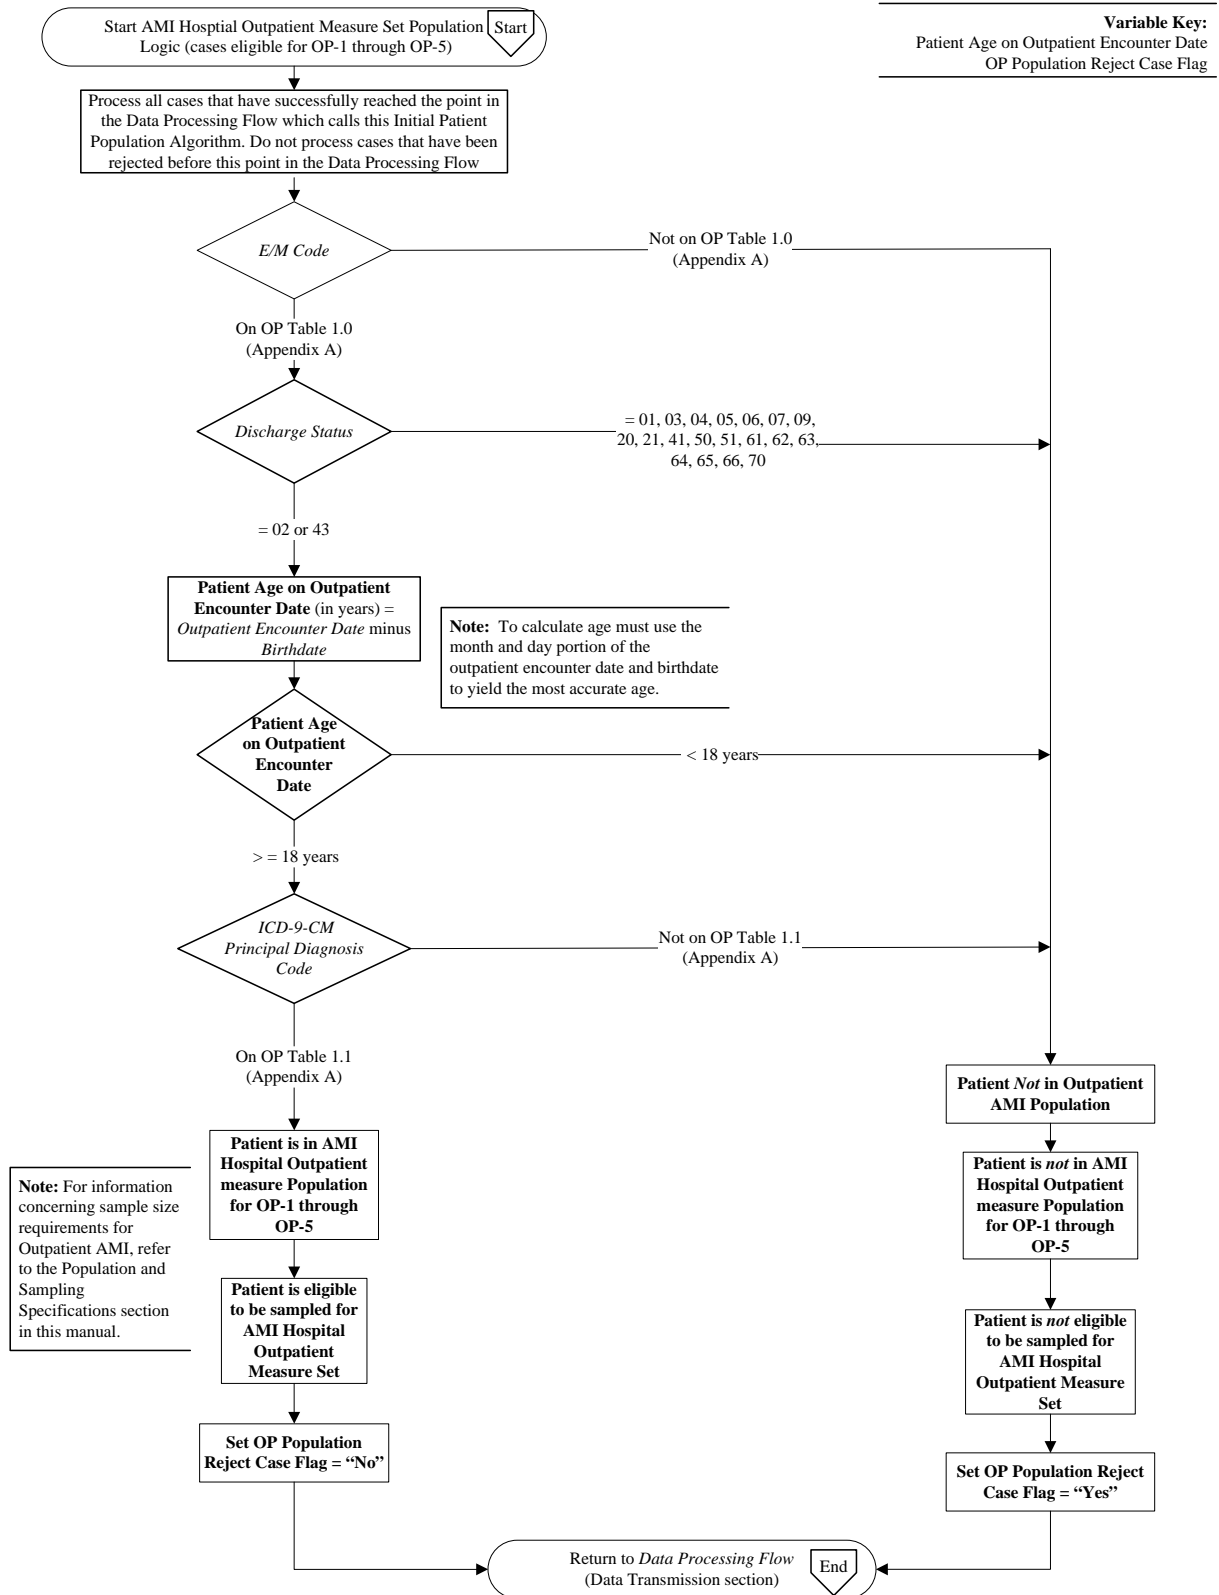 Start AMI Hosptial Outpatient Measure Set Population
Logic (cases eligible for OP-1 through OP-5)
Start
Variable Key:
Patient Age on Outpatient Encounter Date
OP Population Reject Case Flag
Process all cases that have successfully reached the point in
the Data Processing Flow which calls this Initial Patient
Population Algorithm. Do not process cases that have been
rejected before this point in the Data Processing Flow
E/M Code
Not on OP Table 1.0
(Appendix A)
On OP Table 1.0
(Appendix A)
Discharge Status
= 01, 03, 04, 05, 06, 07, 09,
20, 21, 41, 50, 51, 61, 62, 63,
64, 65, 66, 70
= 02 or 43
Patient Age on Outpatient
Encounter Date (in years) =
Outpatient Encounter Date minus
Birthdate
Note: To calculate age must use the
month and day portion of the
outpatient encounter date and birthdate
to yield the most accurate age.
Patient Age
on Outpatient
Encounter
Date
< 18 years
> = 18 years
ICD-9-CM
Principal Diagnosis
Code
Not on OP Table 1.1
(Appendix A)
On OP Table 1.1
(Appendix A)
Patient Not in Outpatient
AMI Population
Patient is in AMI
Hospital Outpatient
measure Population
for OP-1 through
OP-5
Patient is not in AMI
Hospital Outpatient
measure Population
for OP-1 through
OP-5
Note: For information
concerning sample size
requirements for
Outpatient AMI, refer
to the Population and
Sampling
Specifications section
in this manual.
Patient is eligible
to be sampled for
AMI Hospital
Outpatient
Measure Set
Patient is not eligible
to be sampled for
AMI Hospital
Outpatient Measure
Set
Set OP Population
Reject Case Flag = “No”
Set OP Population Reject
Case Flag = “Yes”
Return to Data Processing Flow
(Data Transmission section)
End